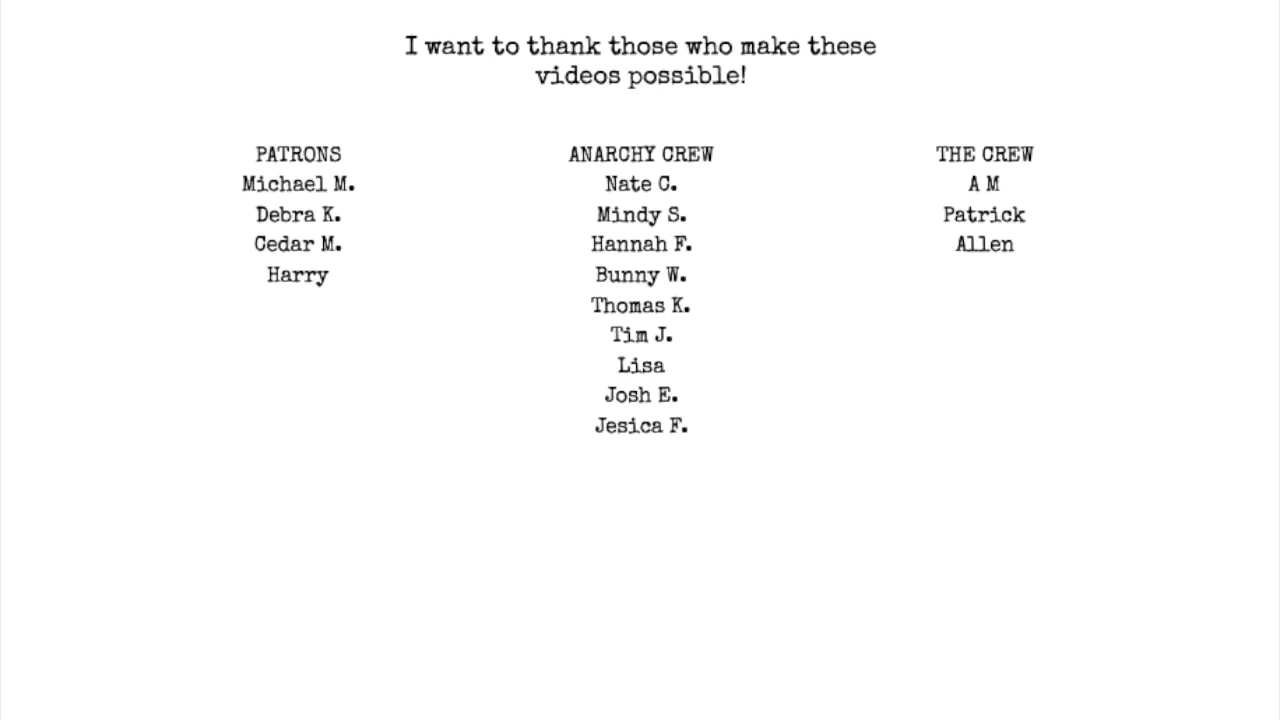 I want to thank those who make these
videos possible!
PATRONS
Michael M.
Debra K.
Cedar M.
Harry
ANARCHY CREW
Nate C.
Mindy S.
Hannah F.
Bunny W.
Thomas K.
Tim J.
Lisa
Josh E.
Jesica F.
THE CREW
A M
Patrick
Allen